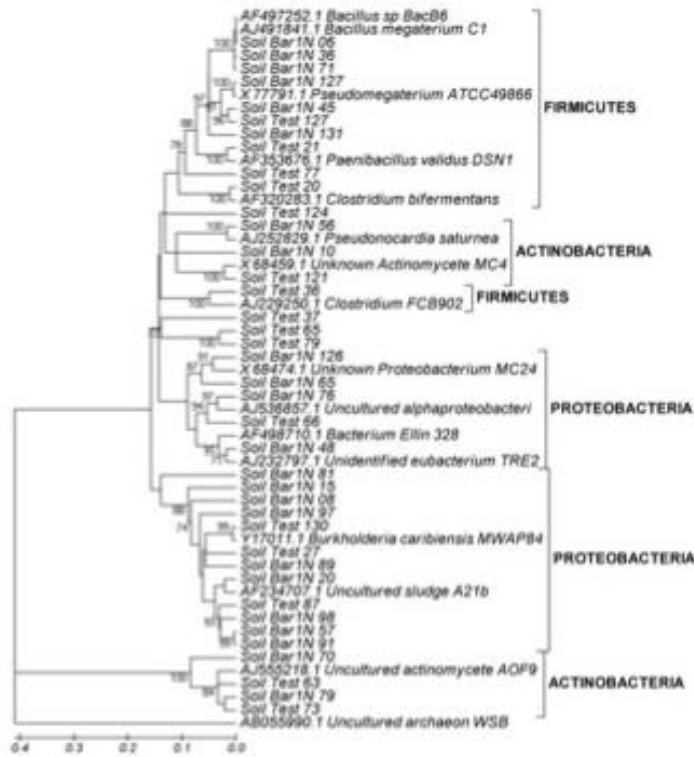 AF497252.1 Bacillus sp BacB6
AJ491841.1 Bacillus megaterium C1
Soil Bar1N 06
Soil Bar1N 36
Soil Bar1N 71
Soil Bar1N 127
X 77791.1 Pseudomegaterium ATCC49866
Soil Bar1N 45
Soil Test 127
Soil Bar1N 131
Soil Test 21
AF353676.1 Paenibacillus validus DSN1
Soil Test 77
Soil Test 20
AF320283.1 Clostridium bifermentans
FIRMICUTES
Soil Test 124
Soil Bar1N 56
AJ252829.1 Pseudonocardia saturnea
Soil Bar1N 10
X 68459.1 Unknown Actinomycete MC4
Soil Test 121
ACTINOBACTERIA
Soil Test 36
AJ229250.1 Clostridium FCB902
FIRMICUTES
Soil Test 37
Soil Test 65
Soil Test 79
Soil Bar1N 126
X 68474.1 Unknown Proteobacterium MC24
Soil Bar1N 65
Soil Bar1N 76
AJ536857.1 Uncultured alphaproteobacteri
Soil Test 66
AF498710.1 Bacterium Ellin 328
Soil Bar1N 48
AJ232797.1 Unidentified eubacterium TRE2
PROTEOBACTERIA
Soil Bar1N 81
Soil Bar1N 15
Soil Bar1N 08
Soil Bar1N 97
Soil Test 130
Y17011.1 Burkholderia caribiensis MWAP84
Soil Test 27
Soil Bar1N 89
Soil Bar1N 20
AF234707.1 Uncultured sludge A21b
Soil Test 87
Soil Bar1N 98
Soil Bar1N 57
Soil Bar1N 91
PROTEOBACTERIA
Soil Bar1N 70
AJ555218.1 Uncultured actinomycete AOF9
Soil Test 63
Soil Bar1N 79
Soil Test 73
ACTINOBACTERIA
AB055990.1 Uncultured archaeon WSB
0.4 0.3 0.2 0.1 0.0